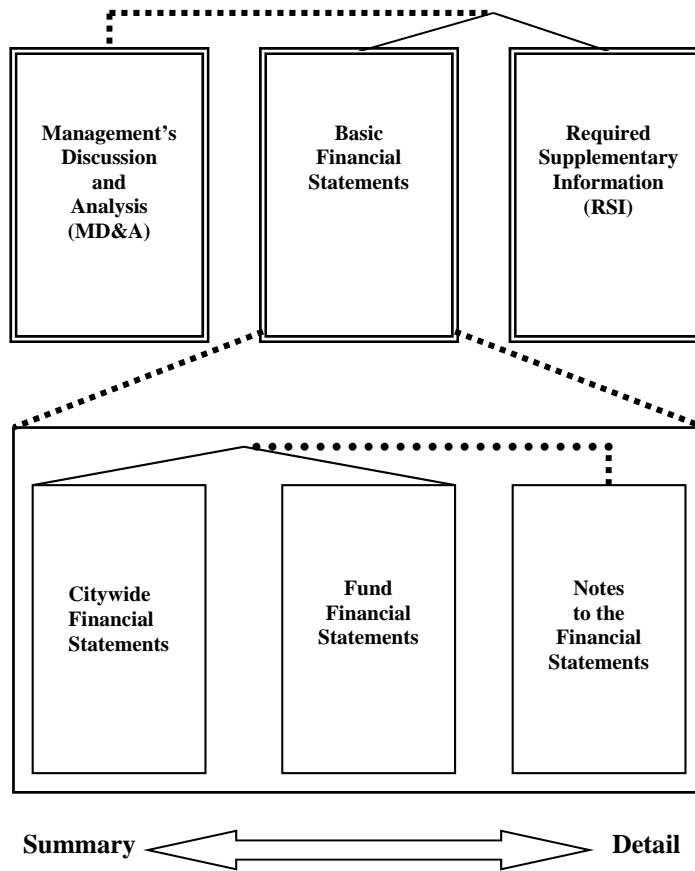 Management's
Discussion
and
Analysis
(MD&A)
Basic
Financial
Statements
Required
Supplementary
Information
(RSI)
Citywide
Financial
Statements
Fund
Financial
Statements
Notes
to the
Financial
Statements
Summary
Detail